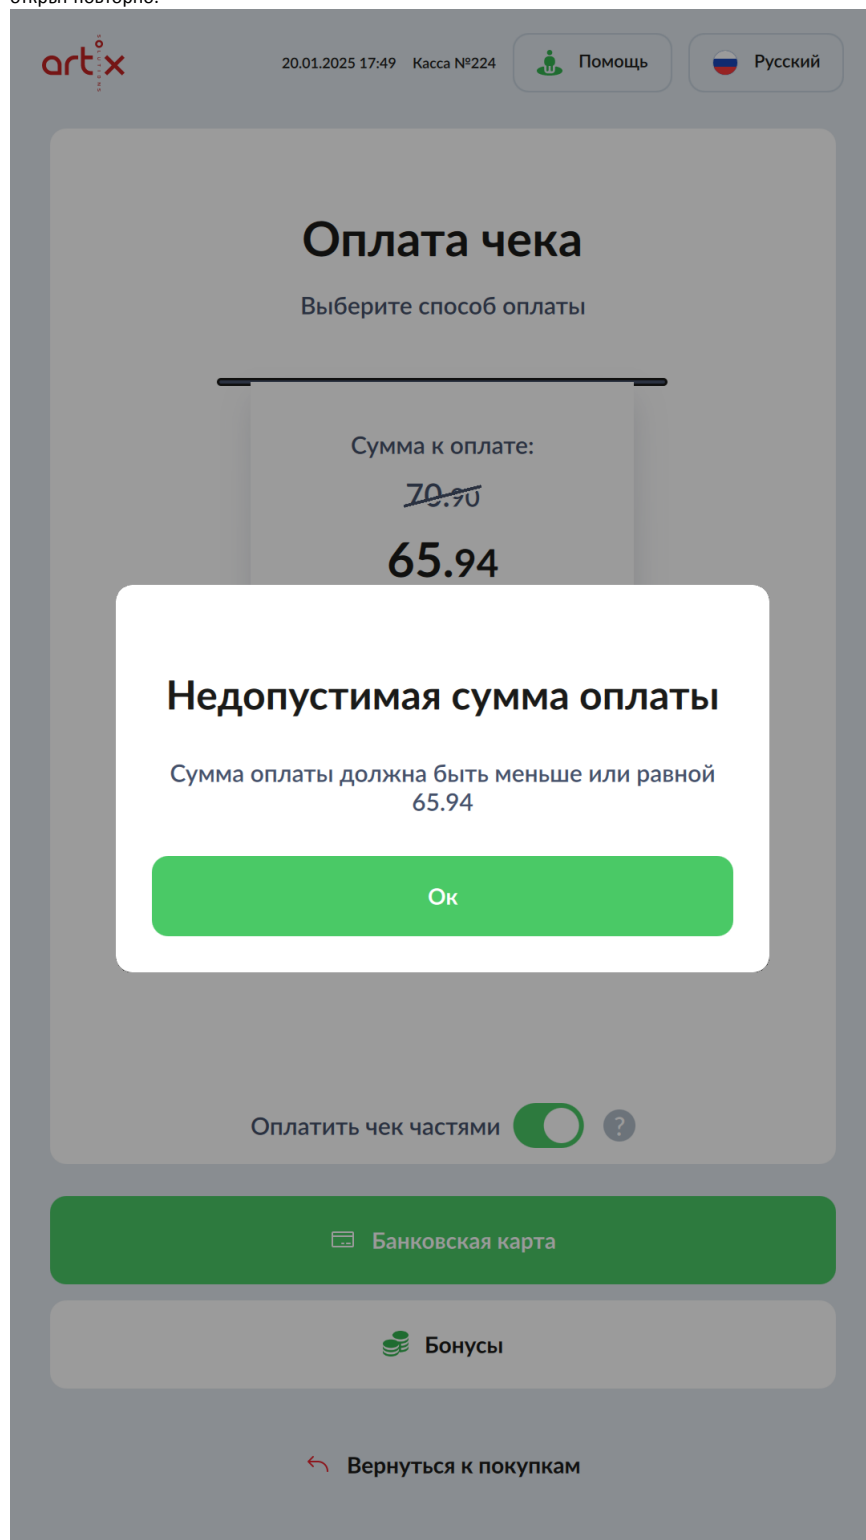 открыт повторно.
artix
20.01.2025 17:49 Касса №224 Помощь Русский
Оплата чека
Выберите способ оплаты
Сумма к оплате:
70.90
65.94
Недопустимая сумма оплаты
Сумма оплаты должна быть меньше или равной
65.94
Ок
Оплатить чек частями ?
Банковская карта
Бонусы
Вернуться к покупкам